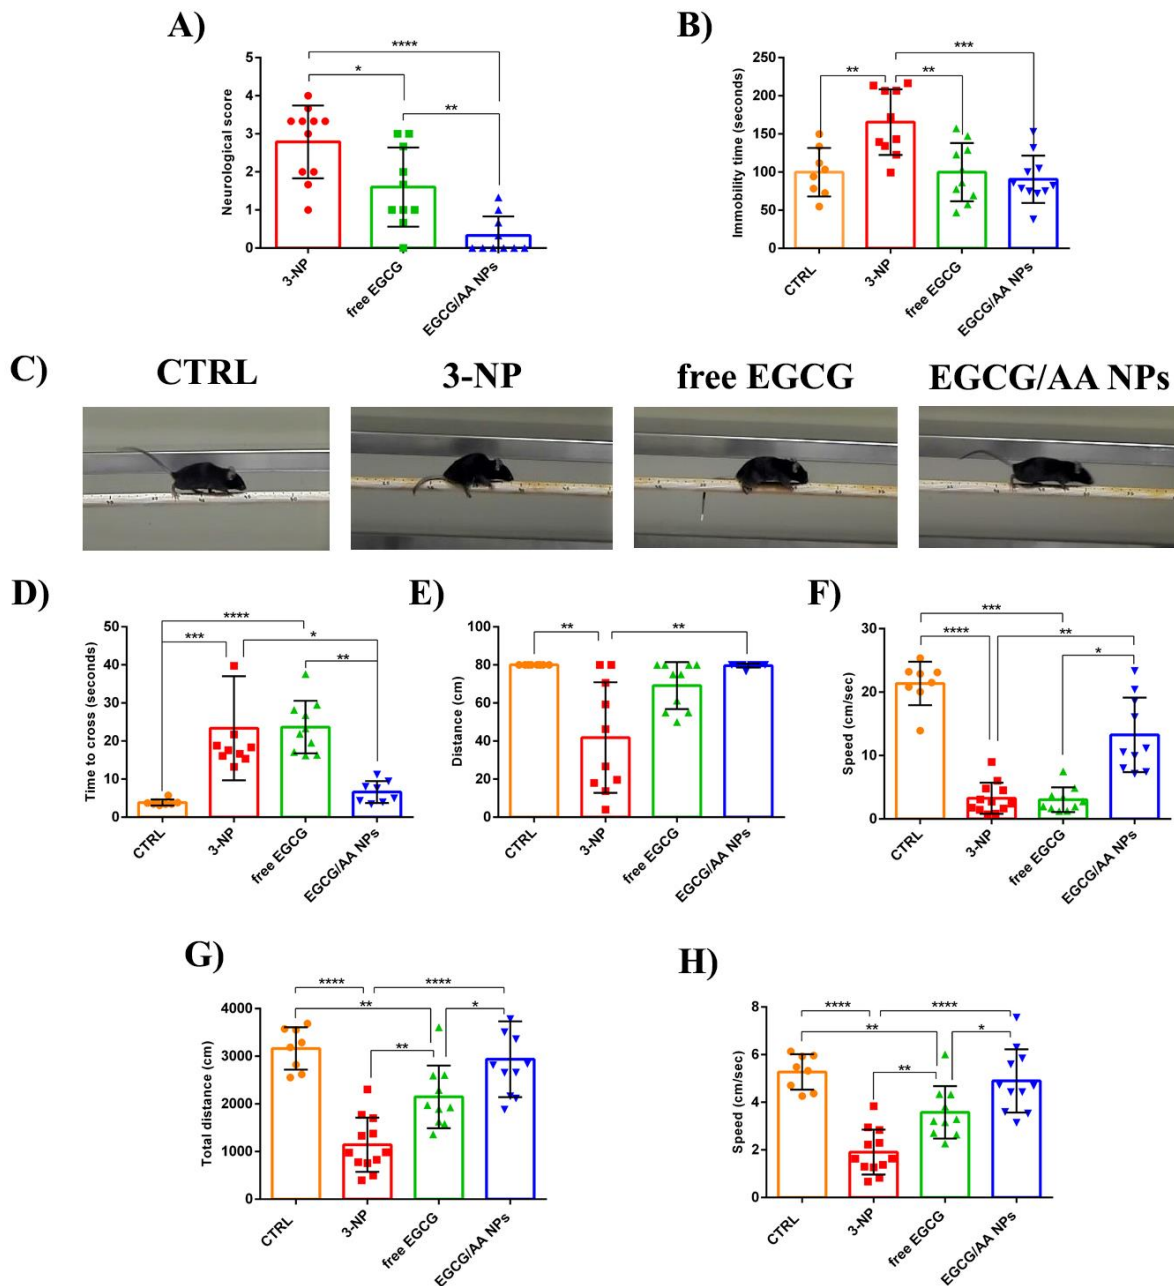 A)
****
*
**
Neurological score
5
4
3
2
1
0
3-NP
free EGCG
EGCG/AA NPs
B)
***
**
**
Immobility time (seconds)
250
200
150
100
50
0
CTRL
3-NP
free EGCG
EGCG/AA NPs
C)
CTRL
3-NP
free EGCG
EGCG/AA NPs
D)
****
***
*
**
Time to cross (seconds)
50
40
30
20
10
0
CTRL
3-NP
free EGCG
EGCG/AA NPs
E)
**
**
Distance (cm)
100
80
60
40
20
0
CTRL
3-NP
free EGCG
EGCG/AA NPs
F)
***
****
**
*
Speed (cm/sec)
30
20
10
0
CTRL
3-NP
free EGCG
EGCG/AA NPs
G)
****
****
**
*
**
Total distance (cm)
4000
3000
2000
1000
0
CTRL
3-NP
free EGCG
EGCG/AA NPs
H)
****
****
**
*
**
Speed (cm/sec)
8
6
4
2
0
CTRL
3-NP
free EGCG
EGCG/AA NPs